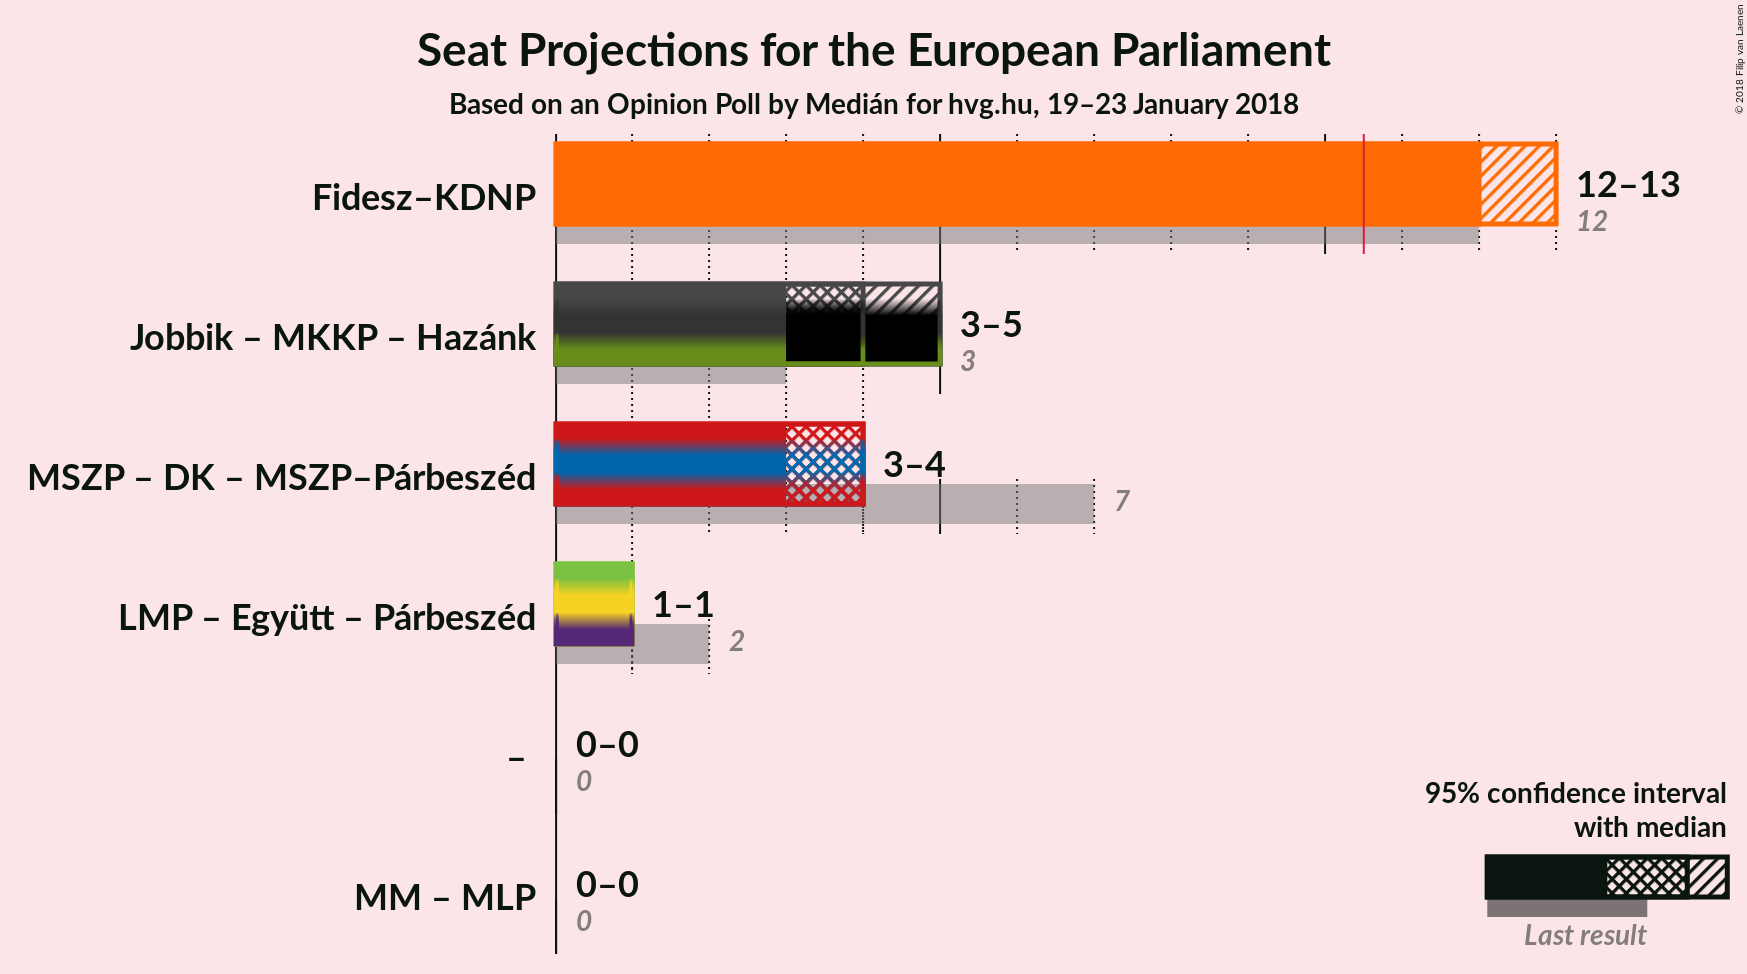 Seat Projections for the European Parliament
Based on an Opinion Poll by Medián for hvg.hu, 19–23 January 2018
© 2018 Filip van Laenen
Fidesz–KDNP
12–13
12
Jobbik – MKKP – Hazánk
3–5
3
MSZP – DK – MSZP–Párbeszéd
3–4
7
LMP – Együtt – Párbeszéd
1–1
2
–
0–0
0
MM – MLP
0–0
0
95% confidence interval
with median
Last result